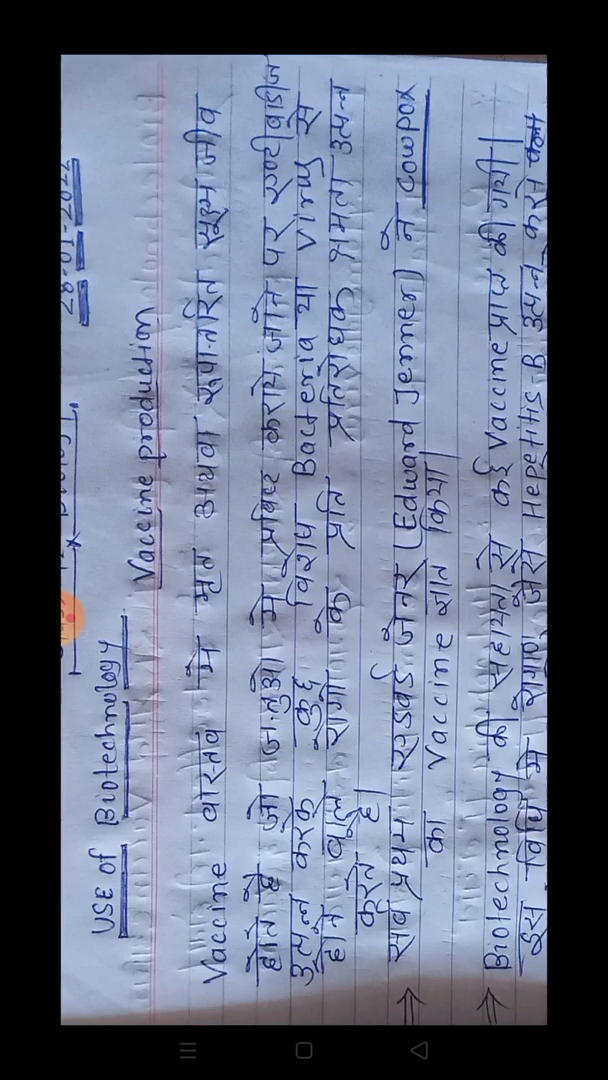 28-01-2022
USE of Biotechnology
Vaccine production
Vaccine वास्तव मे मृत अथवा रूपांतरित सूक्ष्म जीव
होते है जो जन्तुओ मे प्रविष्ट कराये जाने पर एण्टीबाडीज
उत्पन्न करके कुछ विशेष Bacteria या virus से
होने वाले रोगो के प्रति प्रतिरोधक क्षमता उत्पन्न
करते है।
⇒ सर्व प्रथम एडवर्ड जेनर (Edward Jenner) ने cowpox
का Vaccine ज्ञात किया।
⇒ Biotechnology की सहायता से कई Vaccine प्राप्त की गयी।
इस विधि मे रोगाणु जैसे Hepetitis-B उत्पन्न करने